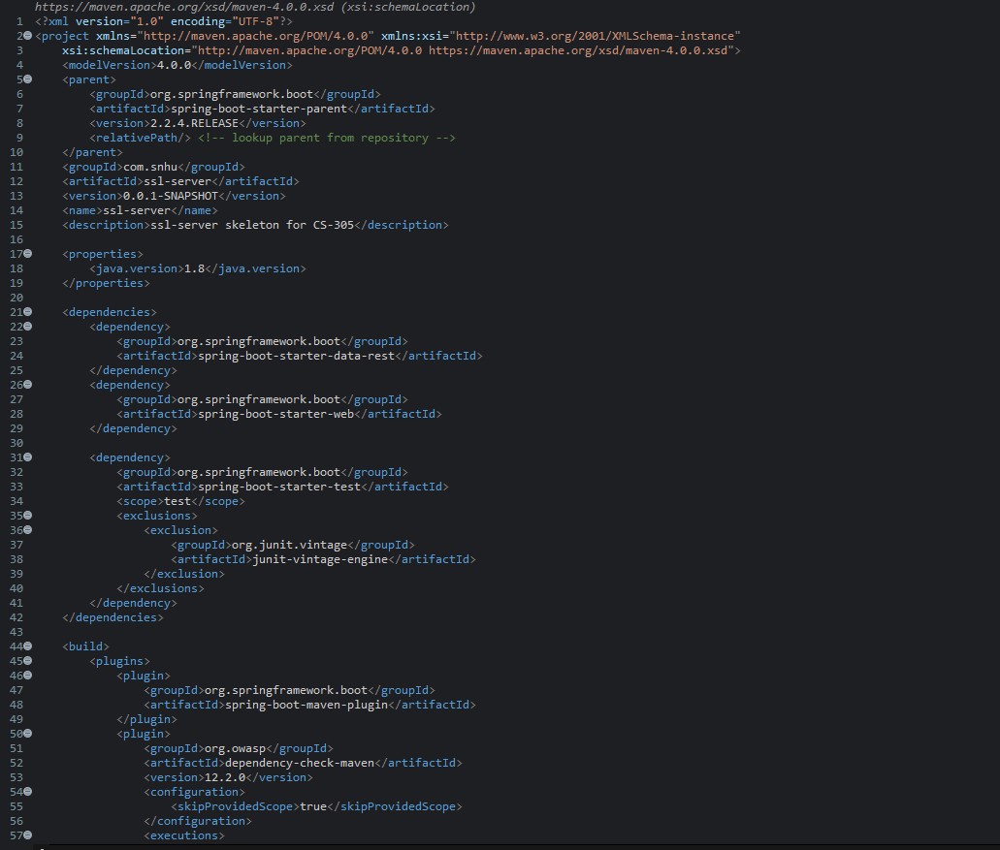 https://maven.apache.org/xsd/maven-4.0.0.xsd (xsi:schemaLocation)
1 <?xml version="1.0" encoding="UTF-8"?>
2 <project xmlns="http://maven.apache.org/POM/4.0.0" xmlns:xsi="http://www.w3.org/2001/XMLSchema-instance"
3     xsi:schemaLocation="http://maven.apache.org/POM/4.0.0 https://maven.apache.org/xsd/maven-4.0.0.xsd">
4     <modelVersion>4.0.0</modelVersion>
5     <parent>
6         <groupId>org.springframework.boot</groupId>
7         <artifactId>spring-boot-starter-parent</artifactId>
8         <version>2.2.4.RELEASE</version>
9         <relativePath/> <!-- lookup parent from repository -->
10     </parent>
11     <groupId>com.snhu</groupId>
12     <artifactId>ssl-server</artifactId>
13     <version>0.0.1-SNAPSHOT</version>
14     <name>ssl-server</name>
15     <description>ssl-server skeleton for CS-305</description>
16
17     <properties>
18         <java.version>1.8</java.version>
19     </properties>
20
21     <dependencies>
22         <dependency>
23             <groupId>org.springframework.boot</groupId>
24             <artifactId>spring-boot-starter-data-rest</artifactId>
25         </dependency>
26         <dependency>
27             <groupId>org.springframework.boot</groupId>
28             <artifactId>spring-boot-starter-web</artifactId>
29         </dependency>
30
31         <dependency>
32             <groupId>org.springframework.boot</groupId>
33             <artifactId>spring-boot-starter-test</artifactId>
34             <scope>test</scope>
35             <exclusions>
36                 <exclusion>
37                     <groupId>org.junit.vintage</groupId>
38                     <artifactId>junit-vintage-engine</artifactId>
39                 </exclusion>
40             </exclusions>
41         </dependency>
42     </dependencies>
43
44     <build>
45         <plugins>
46             <plugin>
47                 <groupId>org.springframework.boot</groupId>
48                 <artifactId>spring-boot-maven-plugin</artifactId>
49             </plugin>
50             <plugin>
51                 <groupId>org.owasp</groupId>
52                 <artifactId>dependency-check-maven</artifactId>
53                 <version>12.2.0</version>
54                 <configuration>
55                     <skipProvidedScope>true</skipProvidedScope>
56                 </configuration>
57                 <executions>